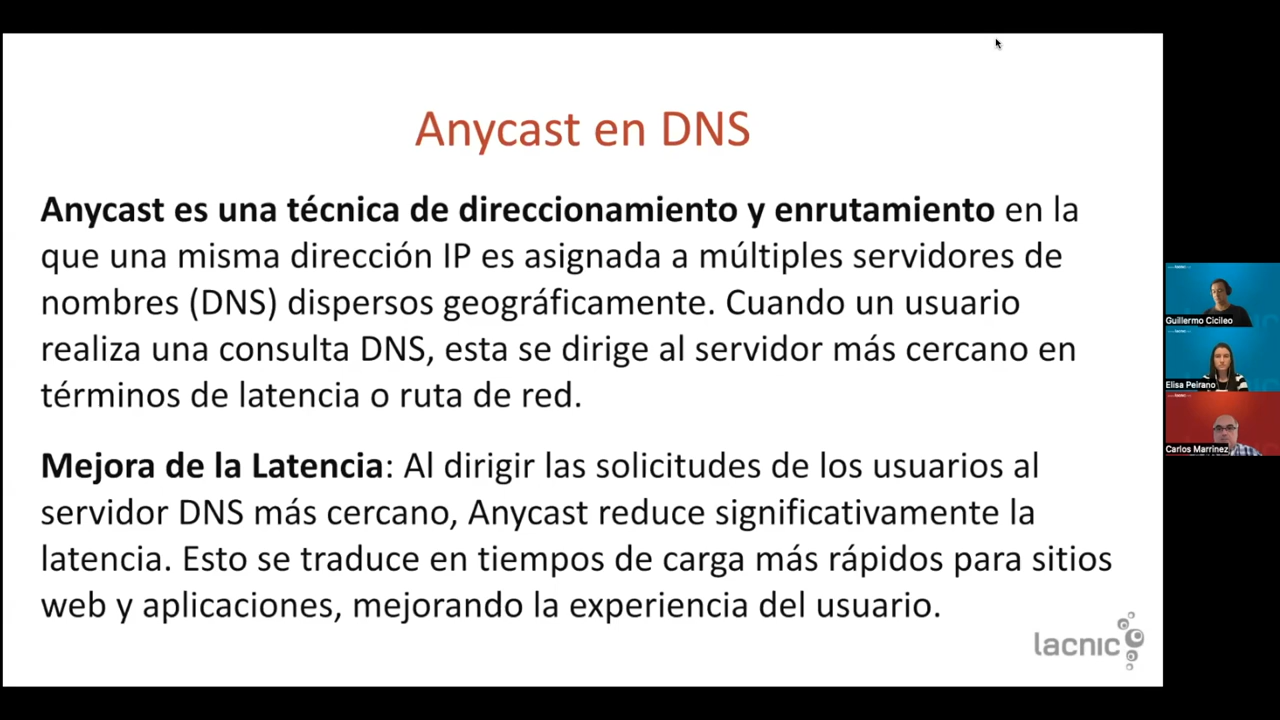 Anycast en DNS
Anycast es una técnica de direccionamiento y enrutamiento en la
que una misma dirección IP es asignada a múltiples servidores de
nombres (DNS) dispersos geográficamente. Cuando un usuario
realiza una consulta DNS, esta se dirige al servidor más cercano en
términos de latencia o ruta de red.
Mejora de la Latencia: Al dirigir las solicitudes de los usuarios al
servidor DNS más cercano, Anycast reduce significativamente la
latencia. Esto se traduce en tiempos de carga más rápidos para sitios
web y aplicaciones, mejorando la experiencia del usuario.
lacnic
Guillermo Cicileo
Elisa Peirano
Carlos Marrinez